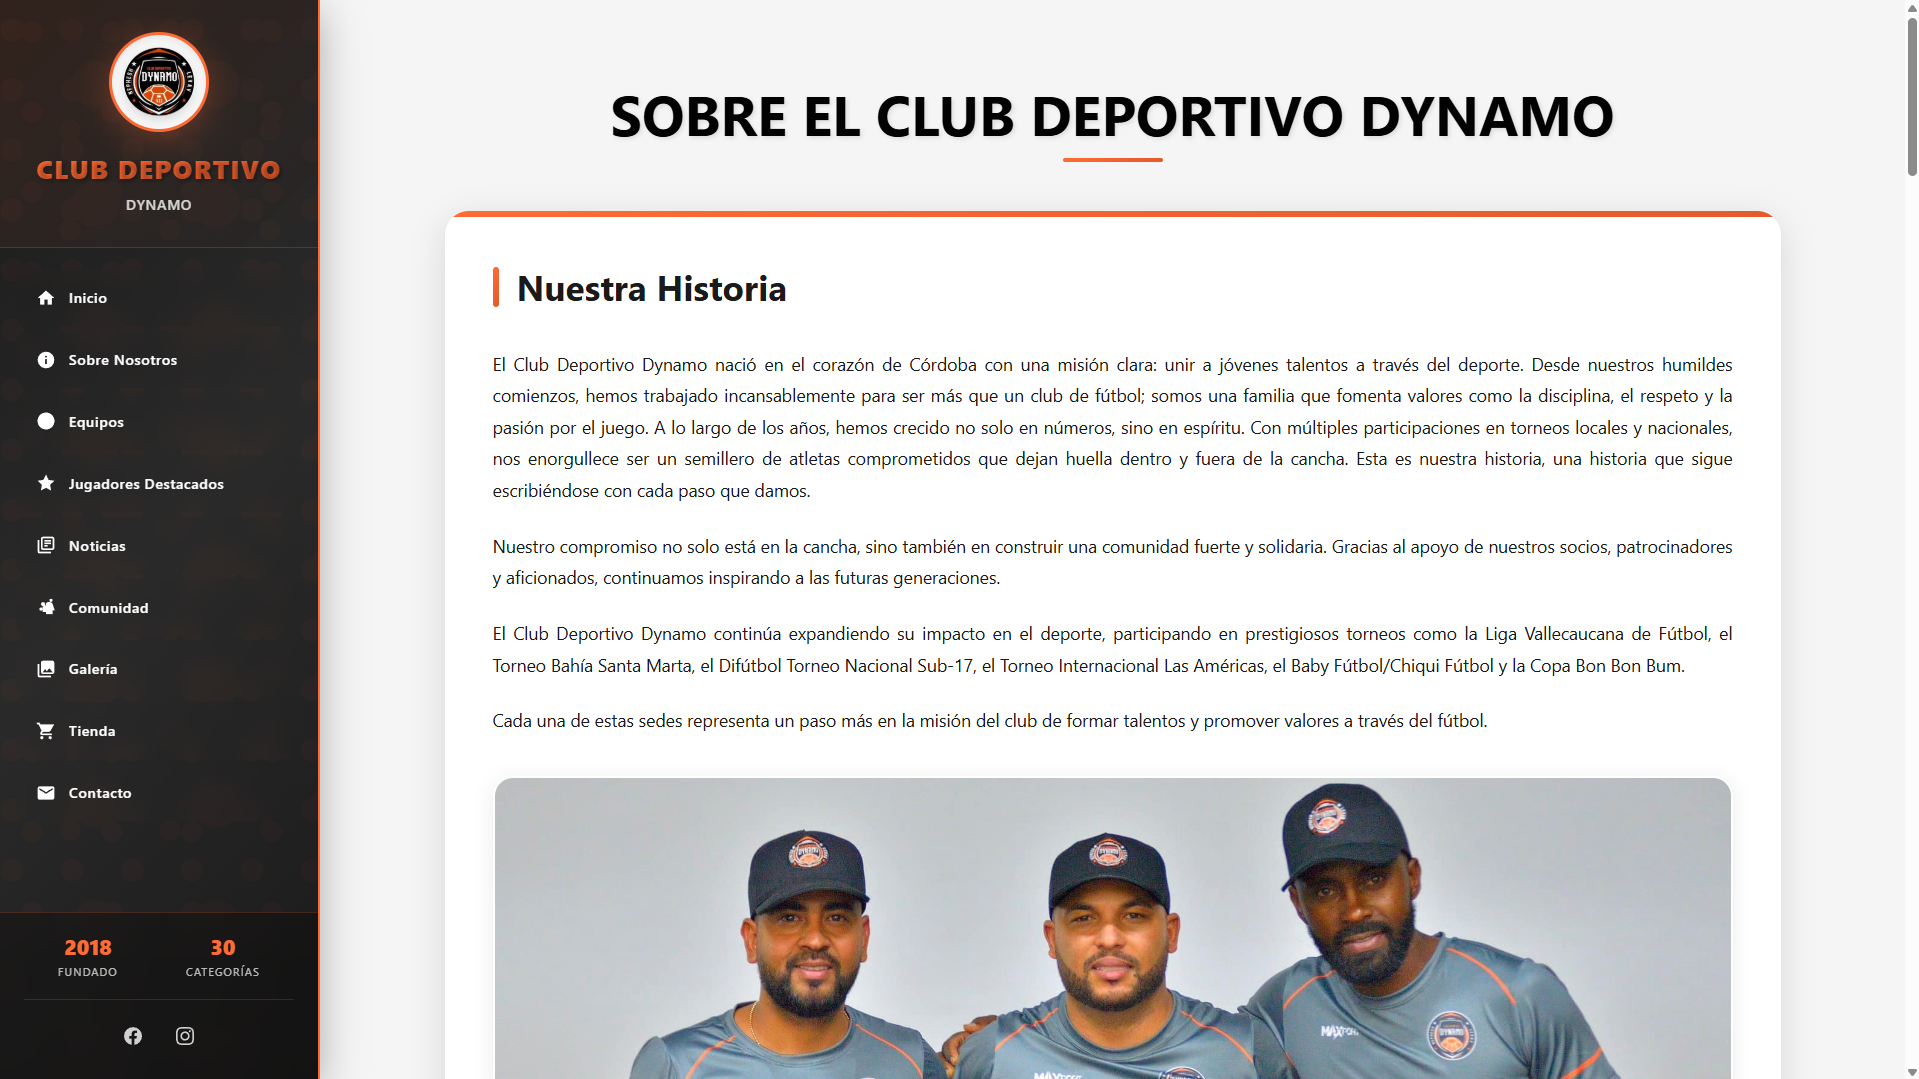 DYNAMO
CLUB DEPORTIVO
DYNAMO
Inicio
Sobre Nosotros
Equipos
Jugadores Destacados
Noticias
Comunidad
Galería
Tienda
Contacto
2018
FUNDADO
30
CATEGORÍAS
SOBRE EL CLUB DEPORTIVO DYNAMO
Nuestra Historia
El Club Deportivo Dynamo nació en el corazón de Córdoba con una misión clara: unir a jóvenes talentos a través del deporte. Desde nuestros humildes
comienzos, hemos trabajado incansablemente para ser más que un club de fútbol; somos una familia que fomenta valores como la disciplina, el respeto y la
pasión por el juego. A lo largo de los años, hemos crecido no solo en números, sino en espíritu. Con múltiples participaciones en torneos locales y nacionales,
nos enorgullece ser un semillero de atletas comprometidos que dejan huella dentro y fuera de la cancha. Esta es nuestra historia, una historia que sigue
escribiéndose con cada paso que damos.
Nuestro compromiso no solo está en la cancha, sino también en construir una comunidad fuerte y solidaria. Gracias al apoyo de nuestros socios, patrocinadores
y aficionados, continuamos inspirando a las futuras generaciones.
El Club Deportivo Dynamo continúa expandiendo su impacto en el deporte, participando en prestigiosos torneos como la Liga Vallecaucana de Fútbol, el
Torneo Bahía Santa Marta, el Difútbol Torneo Nacional Sub-17, el Torneo Internacional Las Américas, el Baby Fútbol/Chiqui Fútbol y la Copa Bon Bon Bum.
Cada una de estas sedes representa un paso más en la misión del club de formar talentos y promover valores a través del fútbol.
DYNAMO
DYNAMO
DYNAMO
DYNAMO